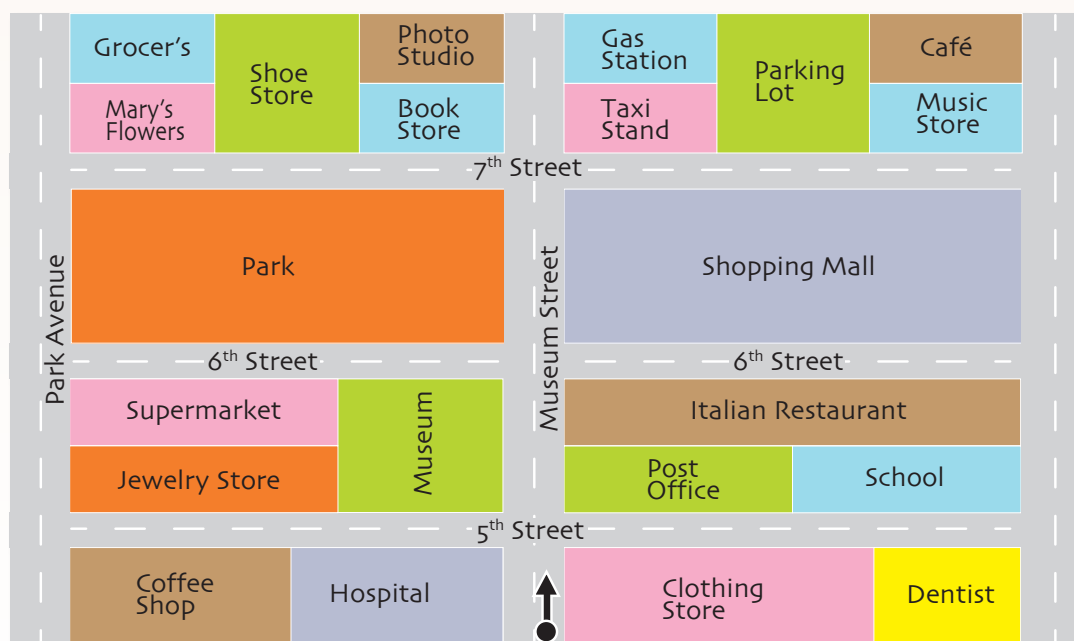 Grocer's
Shoe
Store
Photo
Studio
Mary's
Flowers
Book
Store
Gas
Station
Parking
Lot
Café
Taxi
Stand
Music
Store
7th Street
Park Avenue
Park
Museum Street
Shopping Mall
6th Street
6th Street
Supermarket
Museum
Jewelry Store
Italian Restaurant
Post
Office
School
5th Street
Coffee
Shop
Hospital
Clothing
Store
Dentist